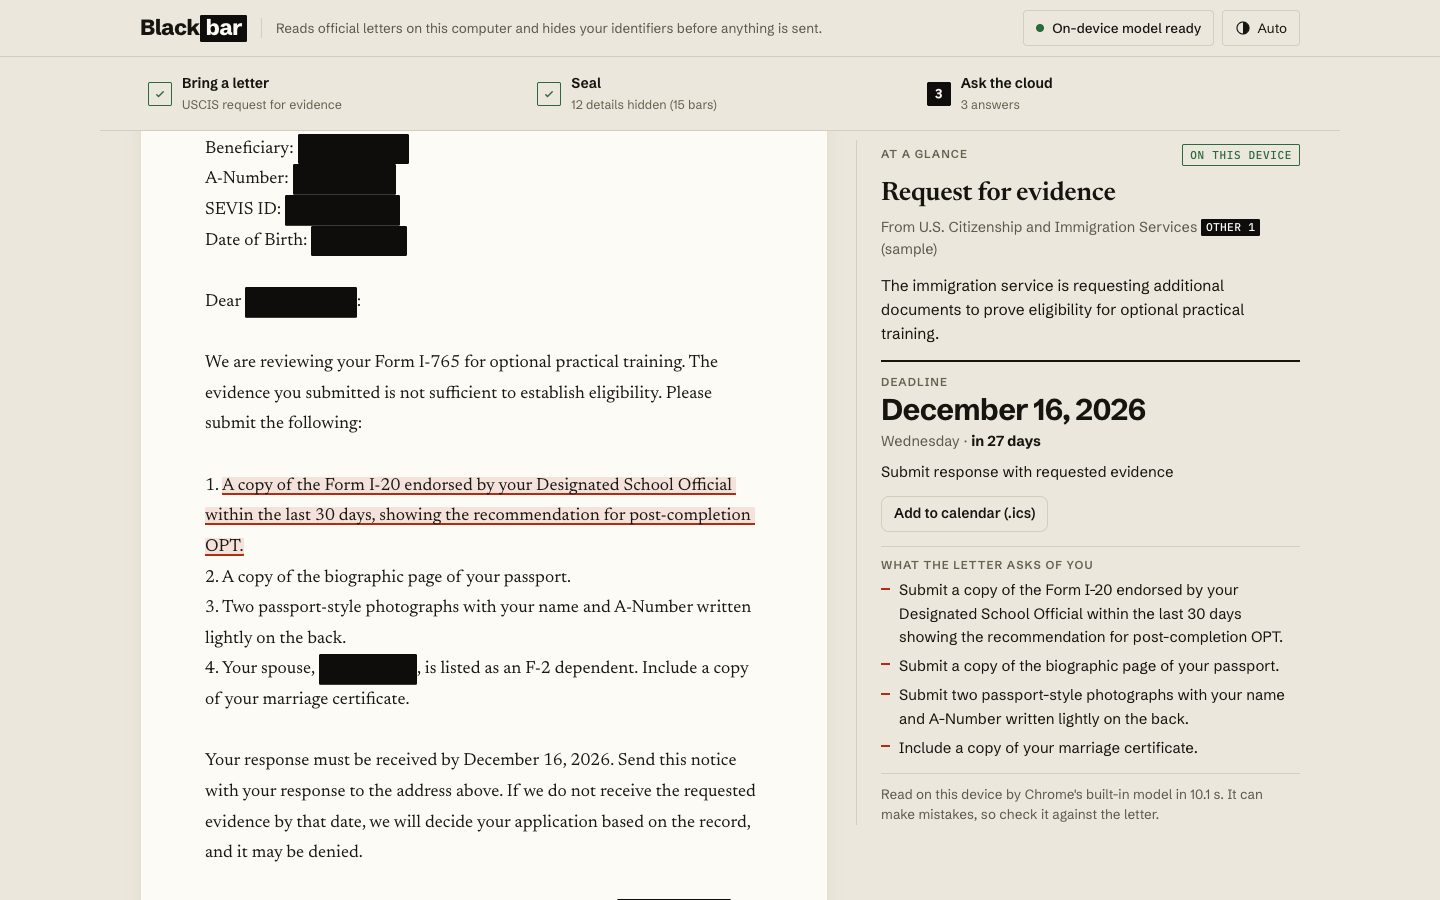 Blackbar
Reads official letters on this computer and hides your identifiers before anything is sent.
On-device model ready
Auto
Bring a letter
USCIS request for evidence
Seal
12 details hidden (15 bars)
3
Ask the cloud
3 answers
Beneficiary:
A-Number:
SEVIS ID:
Date of Birth:
Dear :
We are reviewing your Form I-765 for optional practical training. The
evidence you submitted is not sufficient to establish eligibility. Please
submit the following:
1. A copy of the Form I-20 endorsed by your Designated School Official
within the last 30 days, showing the recommendation for post-completion
OPT.
2. A copy of the biographic page of your passport.
3. Two passport-style photographs with your name and A-Number written
lightly on the back.
4. Your spouse, , is listed as an F-2 dependent. Include a copy
of your marriage certificate.
Your response must be received by December 16, 2026. Send this notice
with your response to the address above. If we do not receive the requested
evidence by that date, we will decide your application based on the record,
and it may be denied.
AT A GLANCE
ON THIS DEVICE
Request for evidence
From U.S. Citizenship and Immigration Services OTHER 1
(sample)
The immigration service is requesting additional
documents to prove eligibility for optional practical
training.
DEADLINE
December 16, 2026
Wednesday · in 27 days
Submit response with requested evidence
Add to calendar (.ics)
WHAT THE LETTER ASKS OF YOU
Submit a copy of the Form I-20 endorsed by your
Designated School Official within the last 30 days
showing the recommendation for post-completion OPT.
Submit a copy of the biographic page of your passport.
Submit two passport-style photographs with your name
and A-Number written lightly on the back.
Include a copy of your marriage certificate.
Read on this device by Chrome's built-in model in 10.1 s. It can
make mistakes, so check it against the letter.